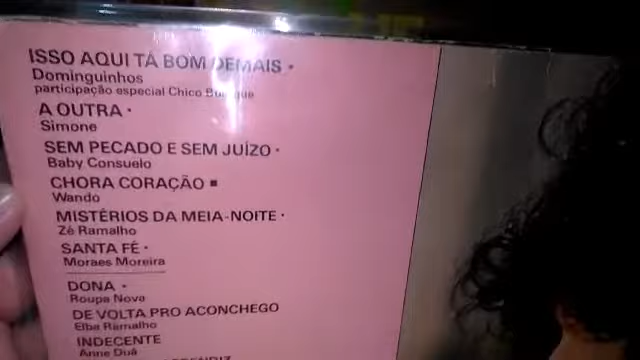 ISSO AQUI TÁ BOM DEMAIS •
Dominguinhos
participação especial Chico Buarque
A OUTRA •
Simone
SEM PECADO E SEM JUÍZO •
Baby Consuelo
CHORA CORAÇÃO ■
Wando
MISTÉRIOS DA MEIA-NOITE •
Zé Ramalho
SANTA FÉ •
Moraes Moreira
DONA •
Roupa Nova
DE VOLTA PRO ACONCHEGO
Elba Ramalho
INDECENTE
Anne Duá